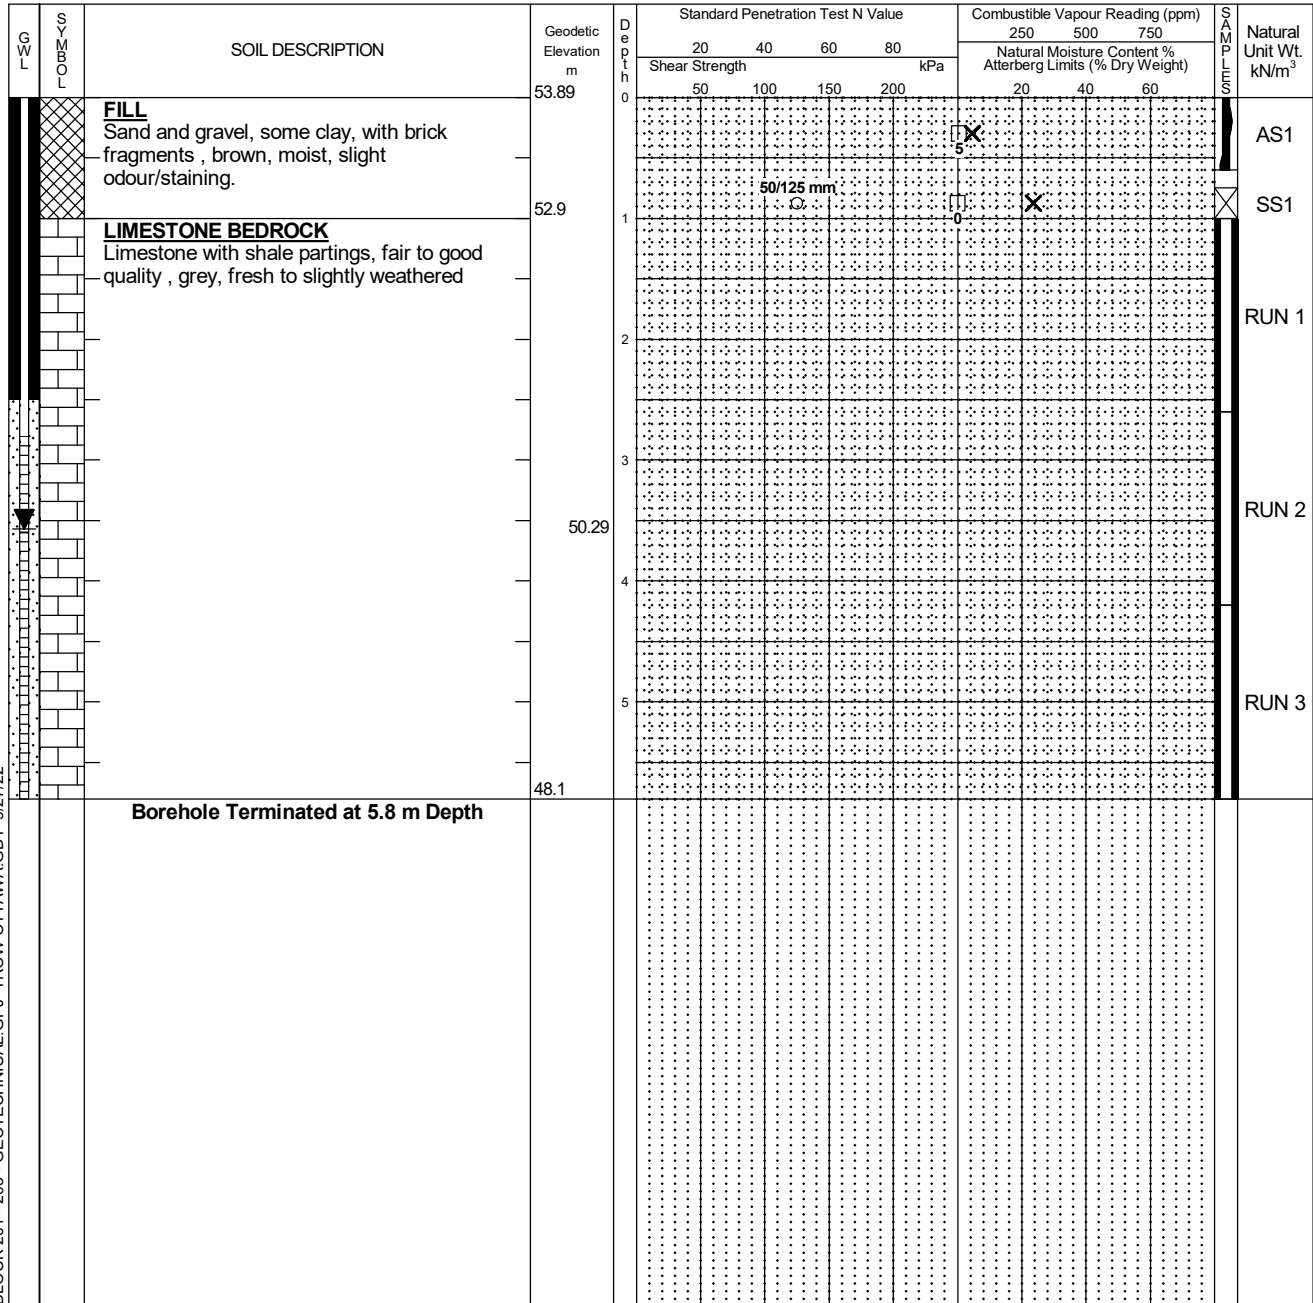 GWL
SYMBOL
SOIL DESCRIPTION
Geodetic
Elevation
m
Depth
Standard Penetration Test N Value
20 40 60 80
Shear Strength kPa
50 100 150 200
Combustible Vapour Reading (ppm)
250 500 750
Natural Moisture Content %
Atterberg Limits (% Dry Weight)
20 40 60
SAMPLES
Natural
Unit Wt.
kN/m³
53.89
0
FILL
Sand and gravel, some clay, with brick
fragments , brown, moist, slight
odour/staining.
5
AS1
50/125 mm
0
SS1
52.9
1
LIMESTONE BEDROCK
Limestone with shale partings, fair to good
quality , grey, fresh to slightly weathered
RUN 1
2
3
50.29
RUN 2
4
5
RUN 3
48.1
Borehole Terminated at 5.8 m Depth